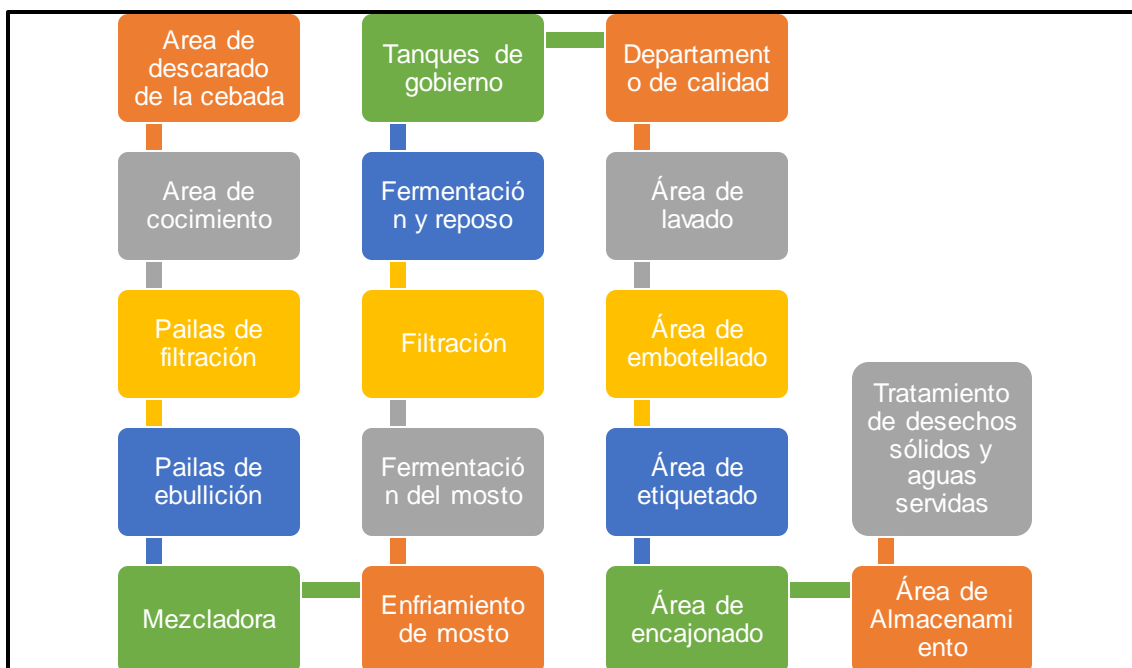 Area de
descarado
de la cebada
Area de
cocimiento
Pailas de
filtración
Pailas de
ebullición
Mezcladora
Enfriamiento
de mosto
Fermentació
n del mosto
Filtración
Fermentació
n y reposo
Tanques de
gobierno
Departament
o de calidad
Área de
lavado
Área de
embotellado
Área de
etiquetado
Área de
encajonado
Área de
Almacenami
ento
Tratamiento
de desechos
sólidos y
aguas
servidas